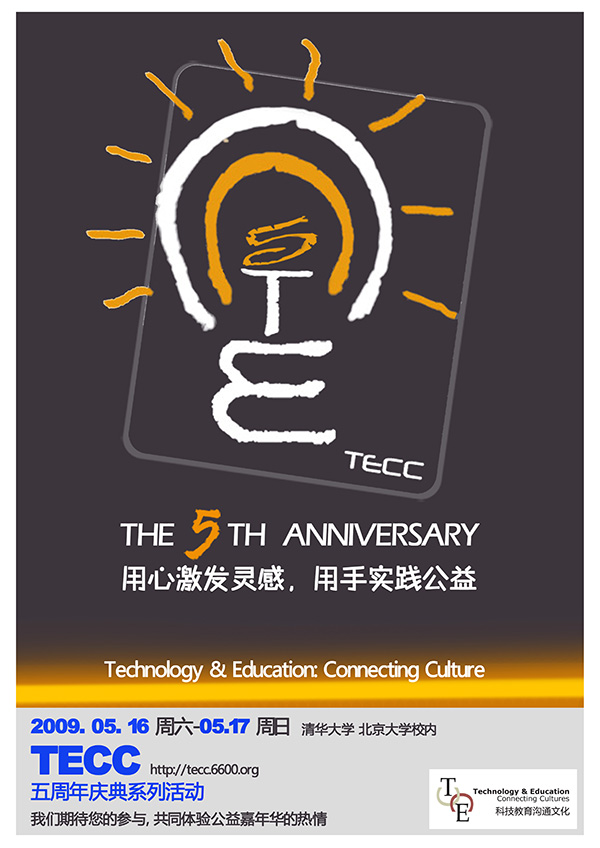 5
T
E
TECC
THE 5TH ANNIVERSARY
用心激发灵感，用手实践公益
Technology & Education: Connecting Culture
2009. 05. 16 周六-05.17 周日 清华大学 北京大学校内
TECC http://tecc.6600.org
五周年庆典系列活动
我们期待您的参与, 共同体验公益嘉年华的热情
T
E
Technology & Education
Connecting Cultures
科技教育沟通文化